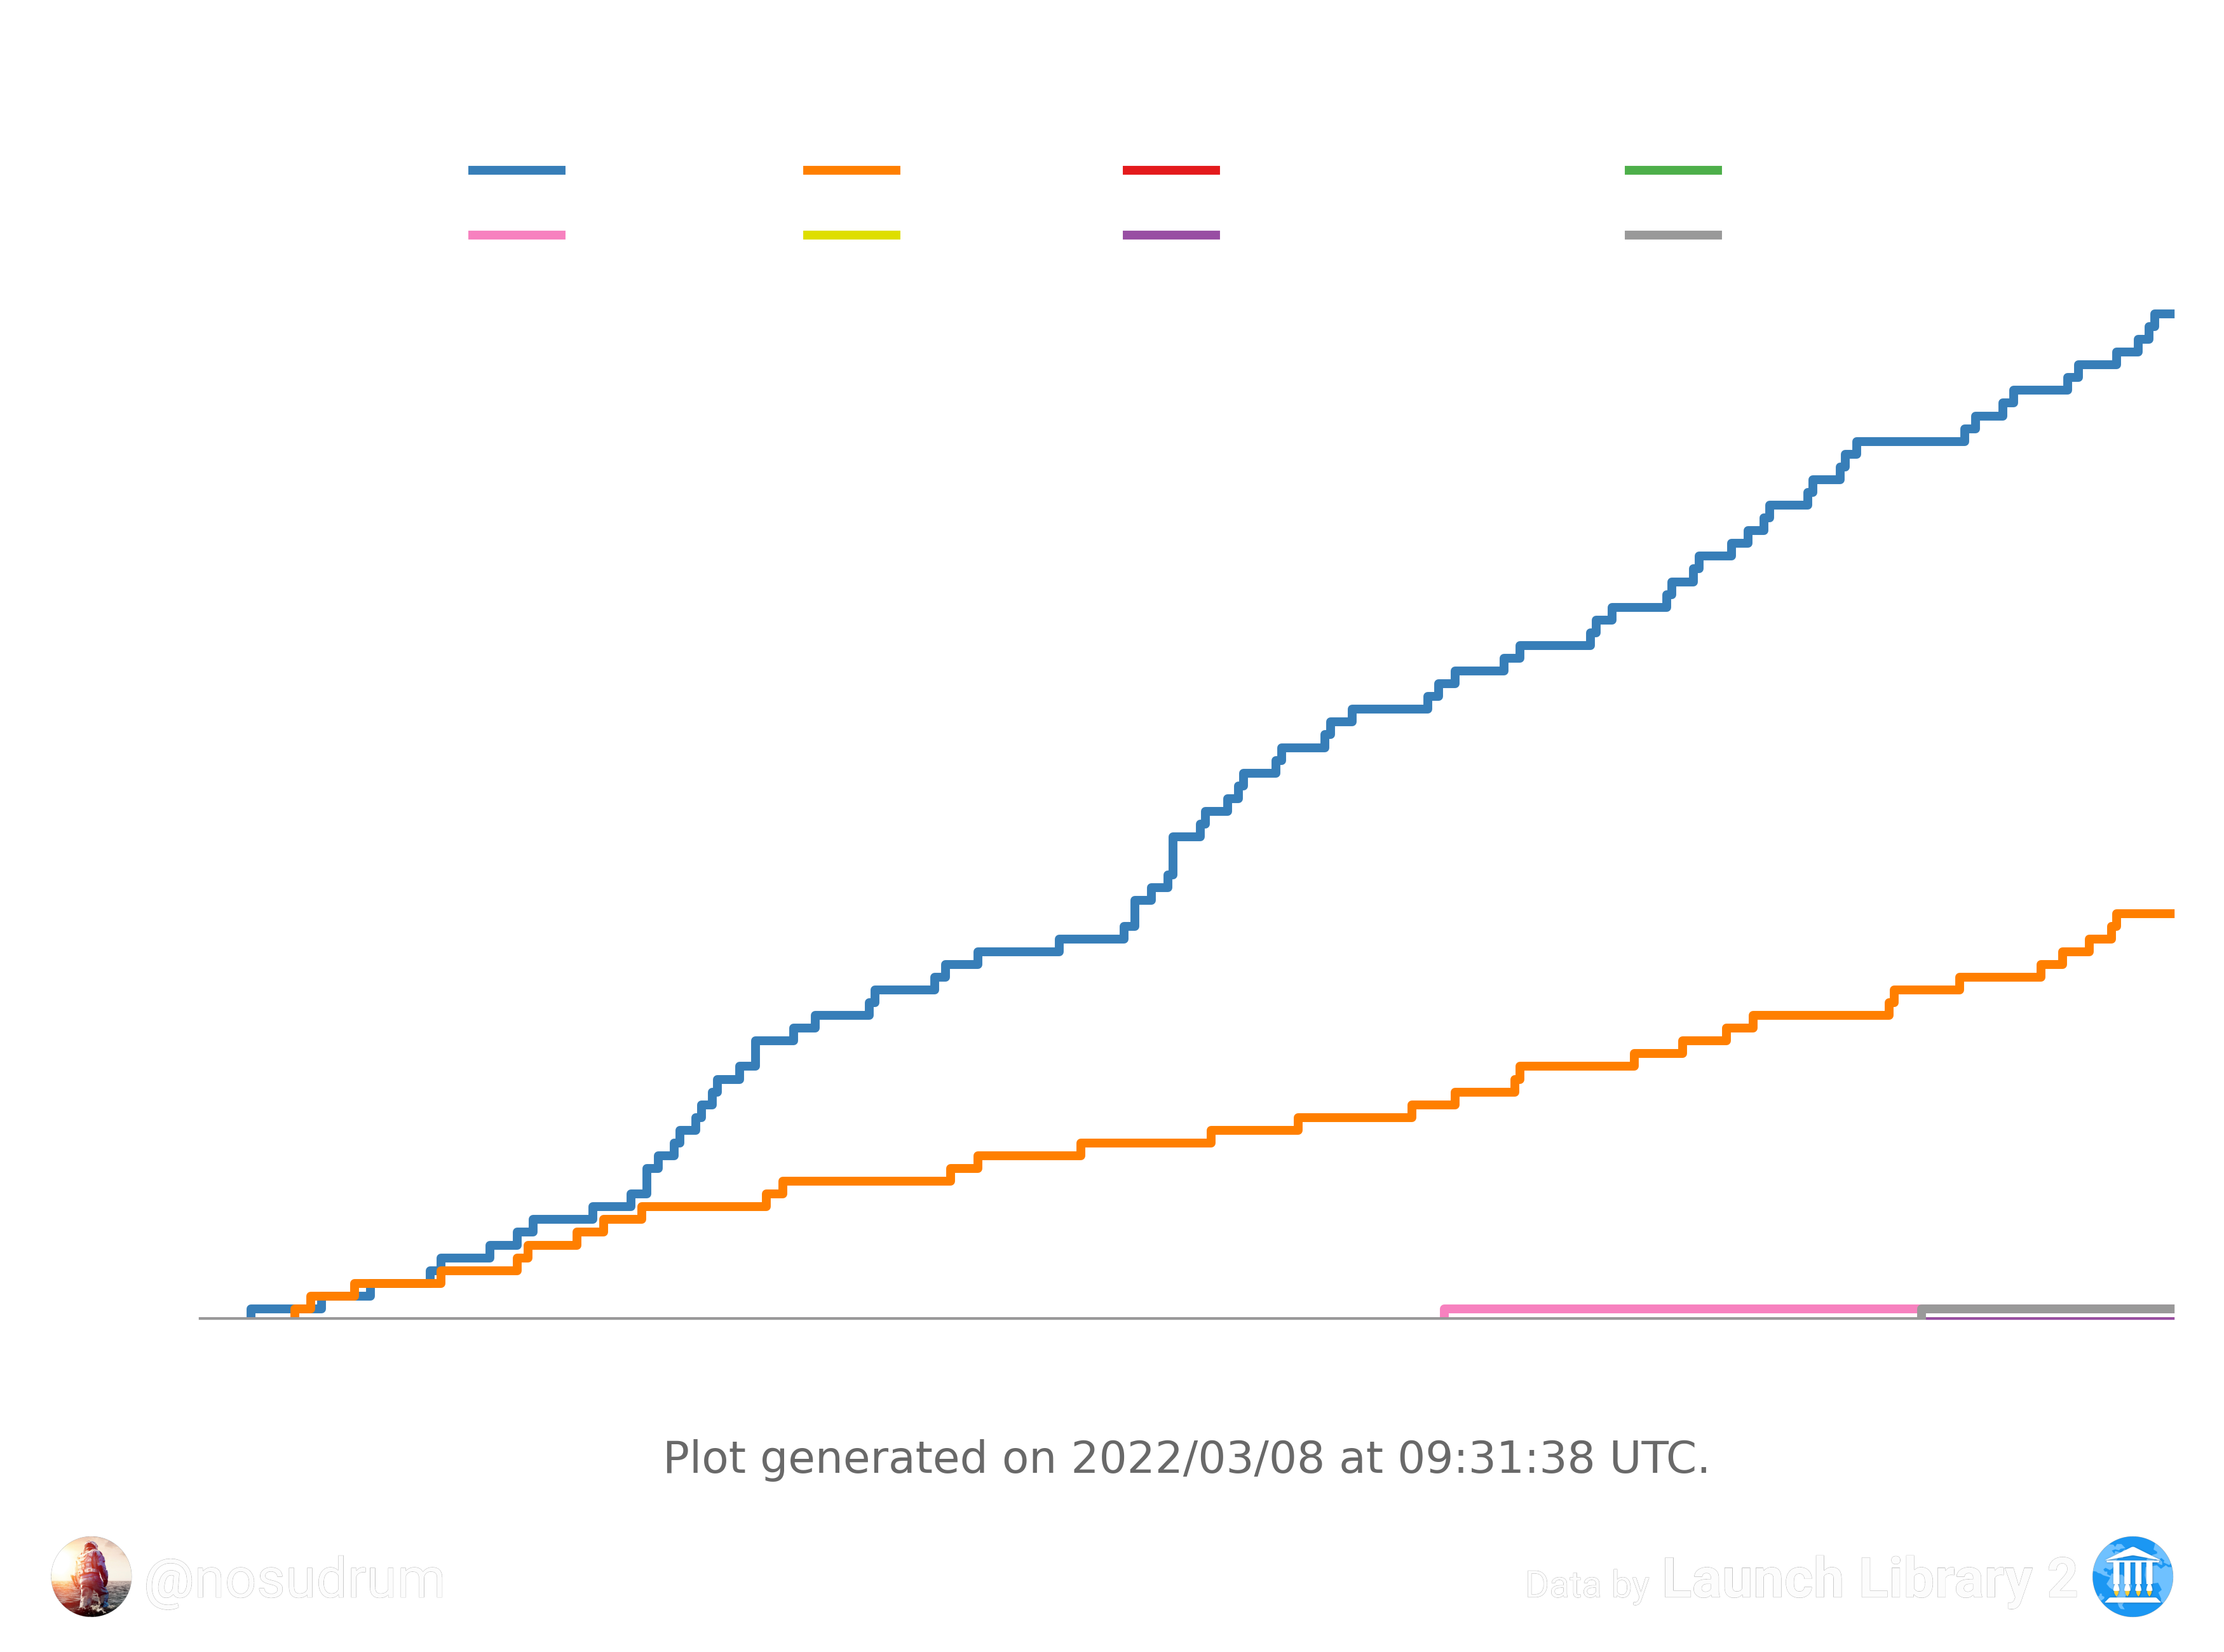 Plot generated on 2022/03/08 at 09:31:38 UTC.
@nosudrum
Data by Launch Library 2